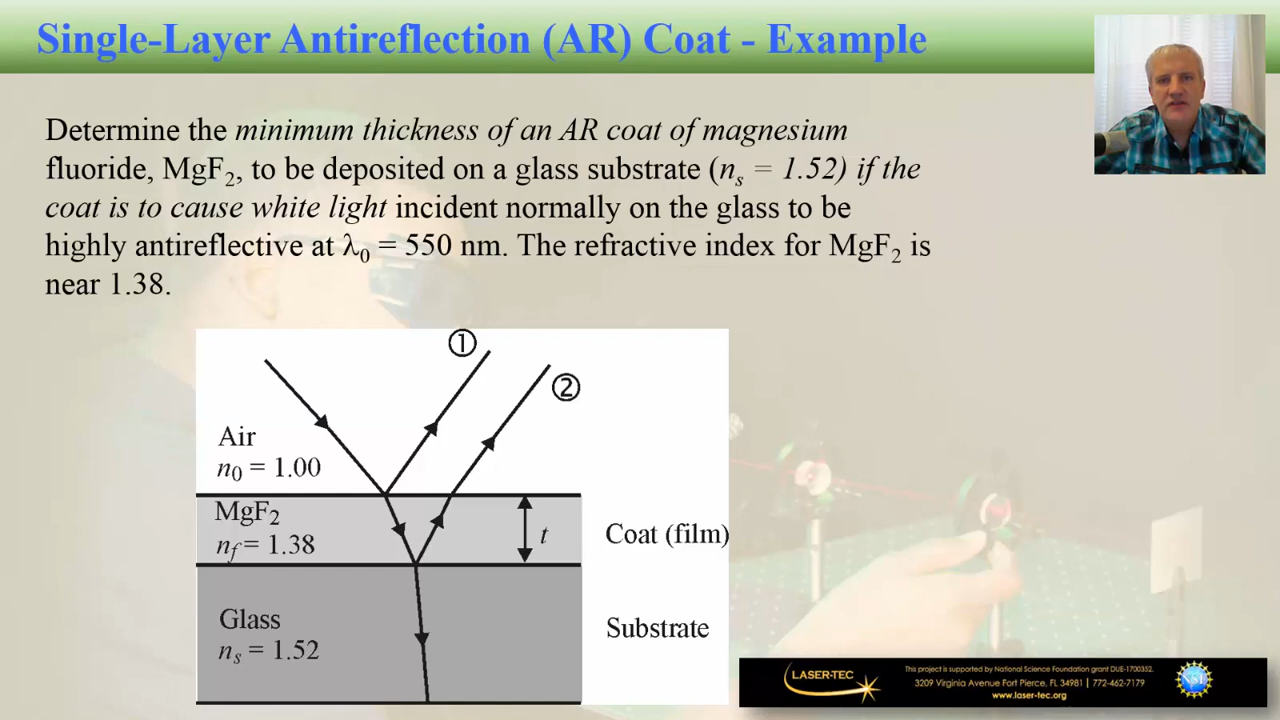 Single-Layer Antireflection (AR) Coat - Example
Determine the minimum thickness of an AR coat of magnesium
fluoride, MgF₂, to be deposited on a glass substrate (nₛ = 1.52) if the
coat is to cause white light incident normally on the glass to be
highly antireflective at λ₀ = 550 nm. The refractive index for MgF₂ is
near 1.38.
①
②
Air
n₀ = 1.00
MgF₂
n_f = 1.38
t
Coat (film)
Glass
nₛ = 1.52
Substrate
LASER-TEC
This project is supported by National Science Foundation grant DUE-1700352.
3209 Virginia Avenue Fort Pierce, FL 34981 | 772-462-7179
www.laser-tec.org
NSF